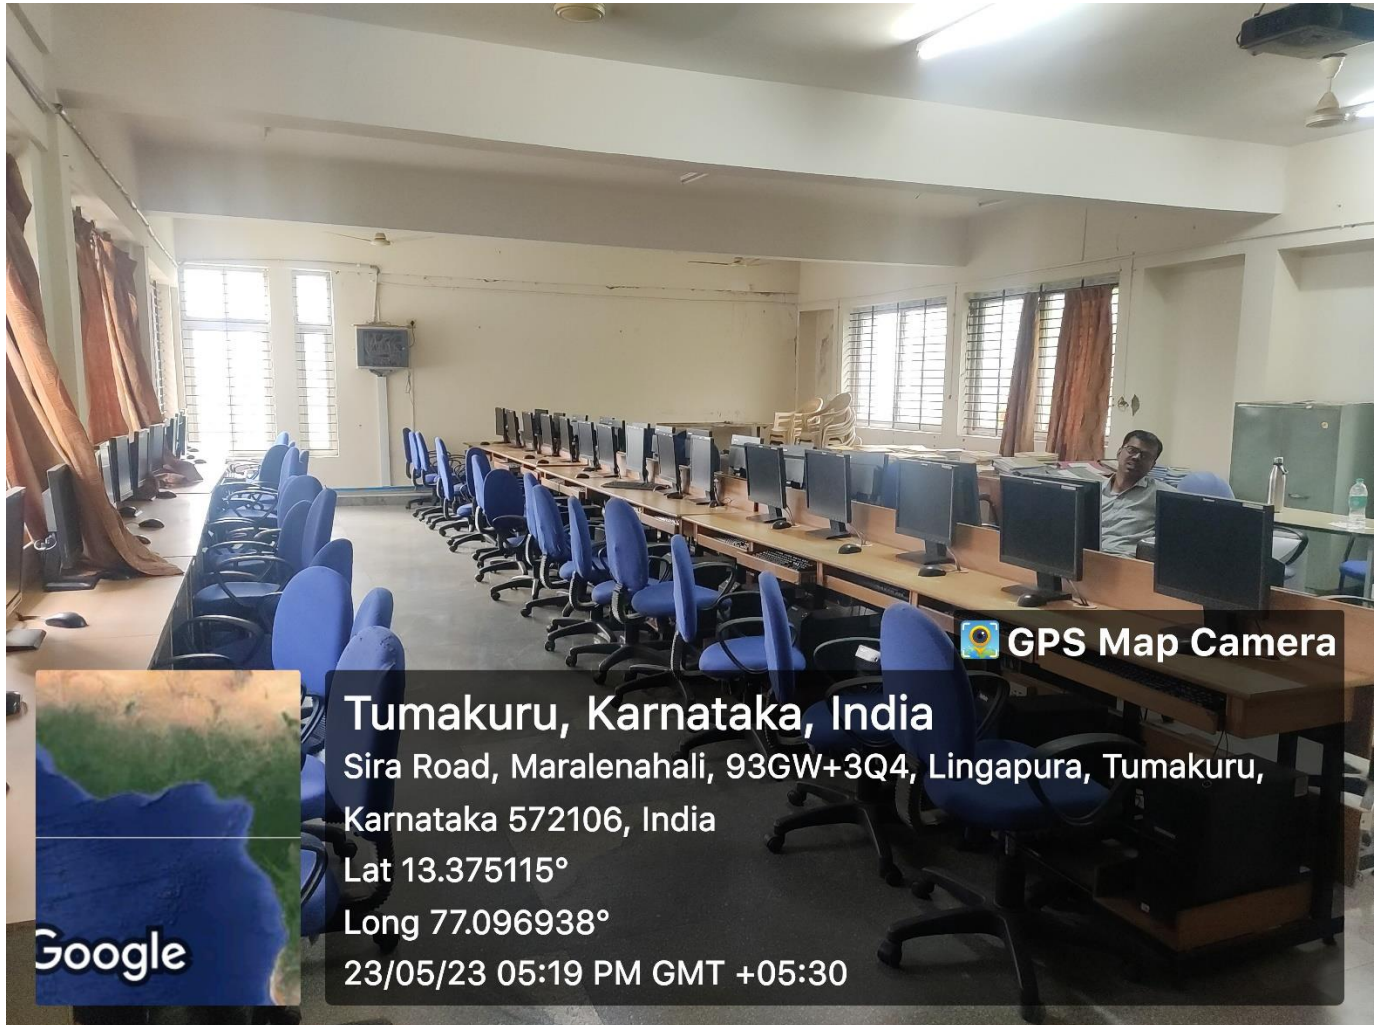 GPS Map Camera
Tumakuru, Karnataka, India
Sira Road, Maralenahali, 93GW+3Q4, Lingapura, Tumakuru,
Karnataka 572106, India
Lat 13.375115°
Long 77.096938°
23/05/23 05:19 PM GMT +05:30
Google